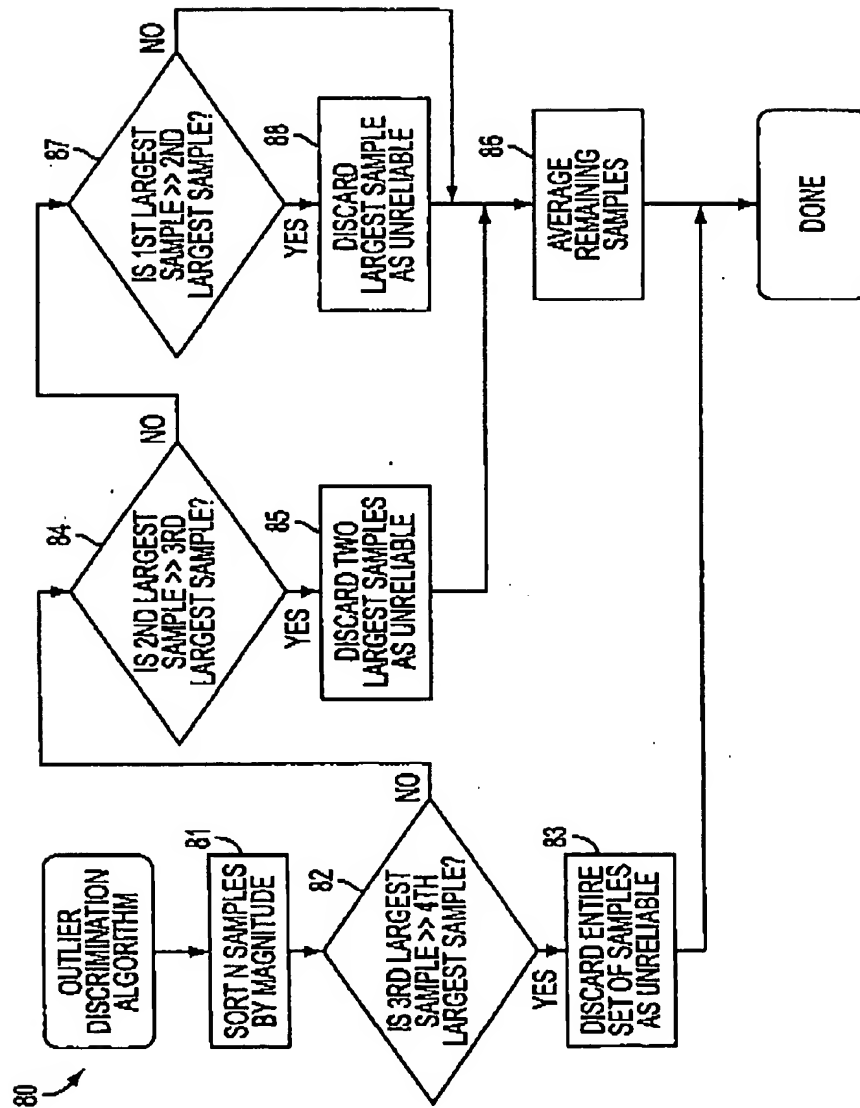 80
OUTLIER
DISCRIMINATION
ALGORITHM
81
SORT N SAMPLES
BY MAGNITUDE
82
IS 3RD LARGEST
SAMPLE >> 4TH
LARGEST SAMPLE?
NO
YES
83
DISCARD ENTIRE
SET OF SAMPLES
AS UNRELIABLE
84
IS 2ND LARGEST
SAMPLE >> 3RD
LARGEST SAMPLE?
NO
YES
85
DISCARD TWO
LARGEST SAMPLES
AS UNRELIABLE
87
IS 1ST LARGEST
SAMPLE >> 2ND
LARGEST SAMPLE?
NO
YES
88
DISCARD
LARGEST SAMPLE
AS UNRELIABLE
86
AVERAGE
REMAINING
SAMPLES
DONE